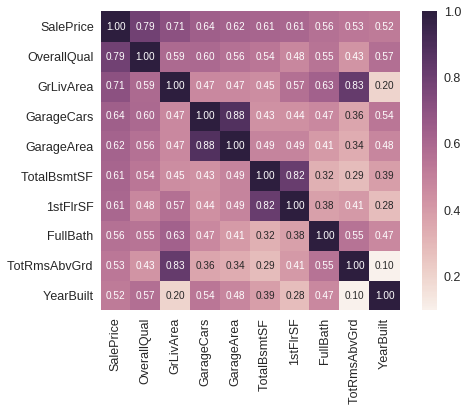 SalePrice 1.00 0.79 0.71 0.64 0.62 0.61 0.61 0.56 0.53 0.52
OverallQual 0.79 1.00 0.59 0.60 0.56 0.54 0.48 0.55 0.43 0.57
GrLivArea 0.71 0.59 1.00 0.47 0.47 0.45 0.57 0.63 0.83 0.20
GarageCars 0.64 0.60 0.47 1.00 0.88 0.43 0.44 0.47 0.36 0.54
GarageArea 0.62 0.56 0.47 0.88 1.00 0.49 0.49 0.41 0.34 0.48
TotalBsmtSF 0.61 0.54 0.45 0.43 0.49 1.00 0.82 0.32 0.29 0.39
1stFlrSF 0.61 0.48 0.57 0.44 0.49 0.82 1.00 0.38 0.41 0.28
FullBath 0.56 0.55 0.63 0.47 0.41 0.32 0.38 1.00 0.55 0.47
TotRmsAbvGrd 0.53 0.43 0.83 0.36 0.34 0.29 0.41 0.55 1.00 0.10
YearBuilt 0.52 0.57 0.20 0.54 0.48 0.39 0.28 0.47 0.10 1.00
SalePrice
OverallQual
GrLivArea
GarageCars
GarageArea
TotalBsmtSF
1stFlrSF
FullBath
TotRmsAbvGrd
YearBuilt
1.0
0.8
0.6
0.4
0.2